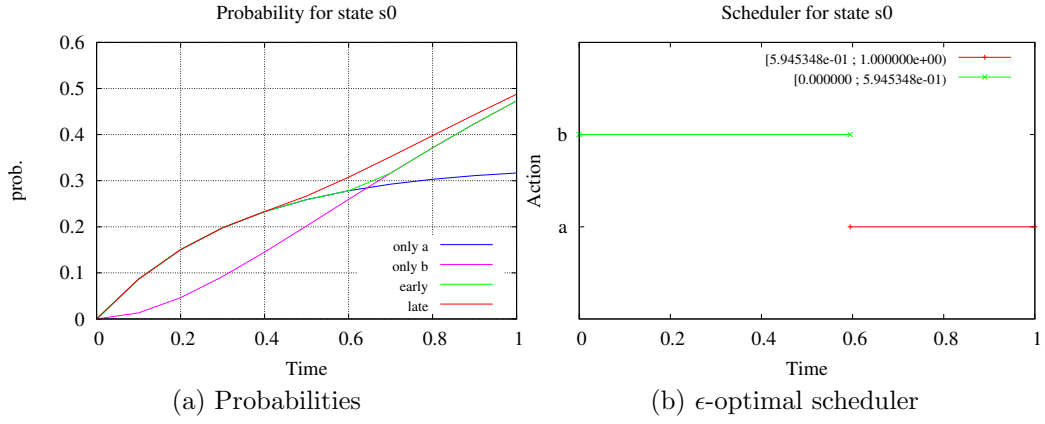 Probability for state s0
0.6
0.5
0.4
0.3
0.2
0.1
0
prob.
only a
only b
early
late
0 0.2 0.4 0.6 0.8 1
Time
(a) Probabilities
Scheduler for state s0
[5.945348e-01 ; 1.000000e+00)
[0.000000 ; 5.945348e-01)
b
a
Action
0 0.2 0.4 0.6 0.8 1
Time
(b) ϵ-optimal scheduler